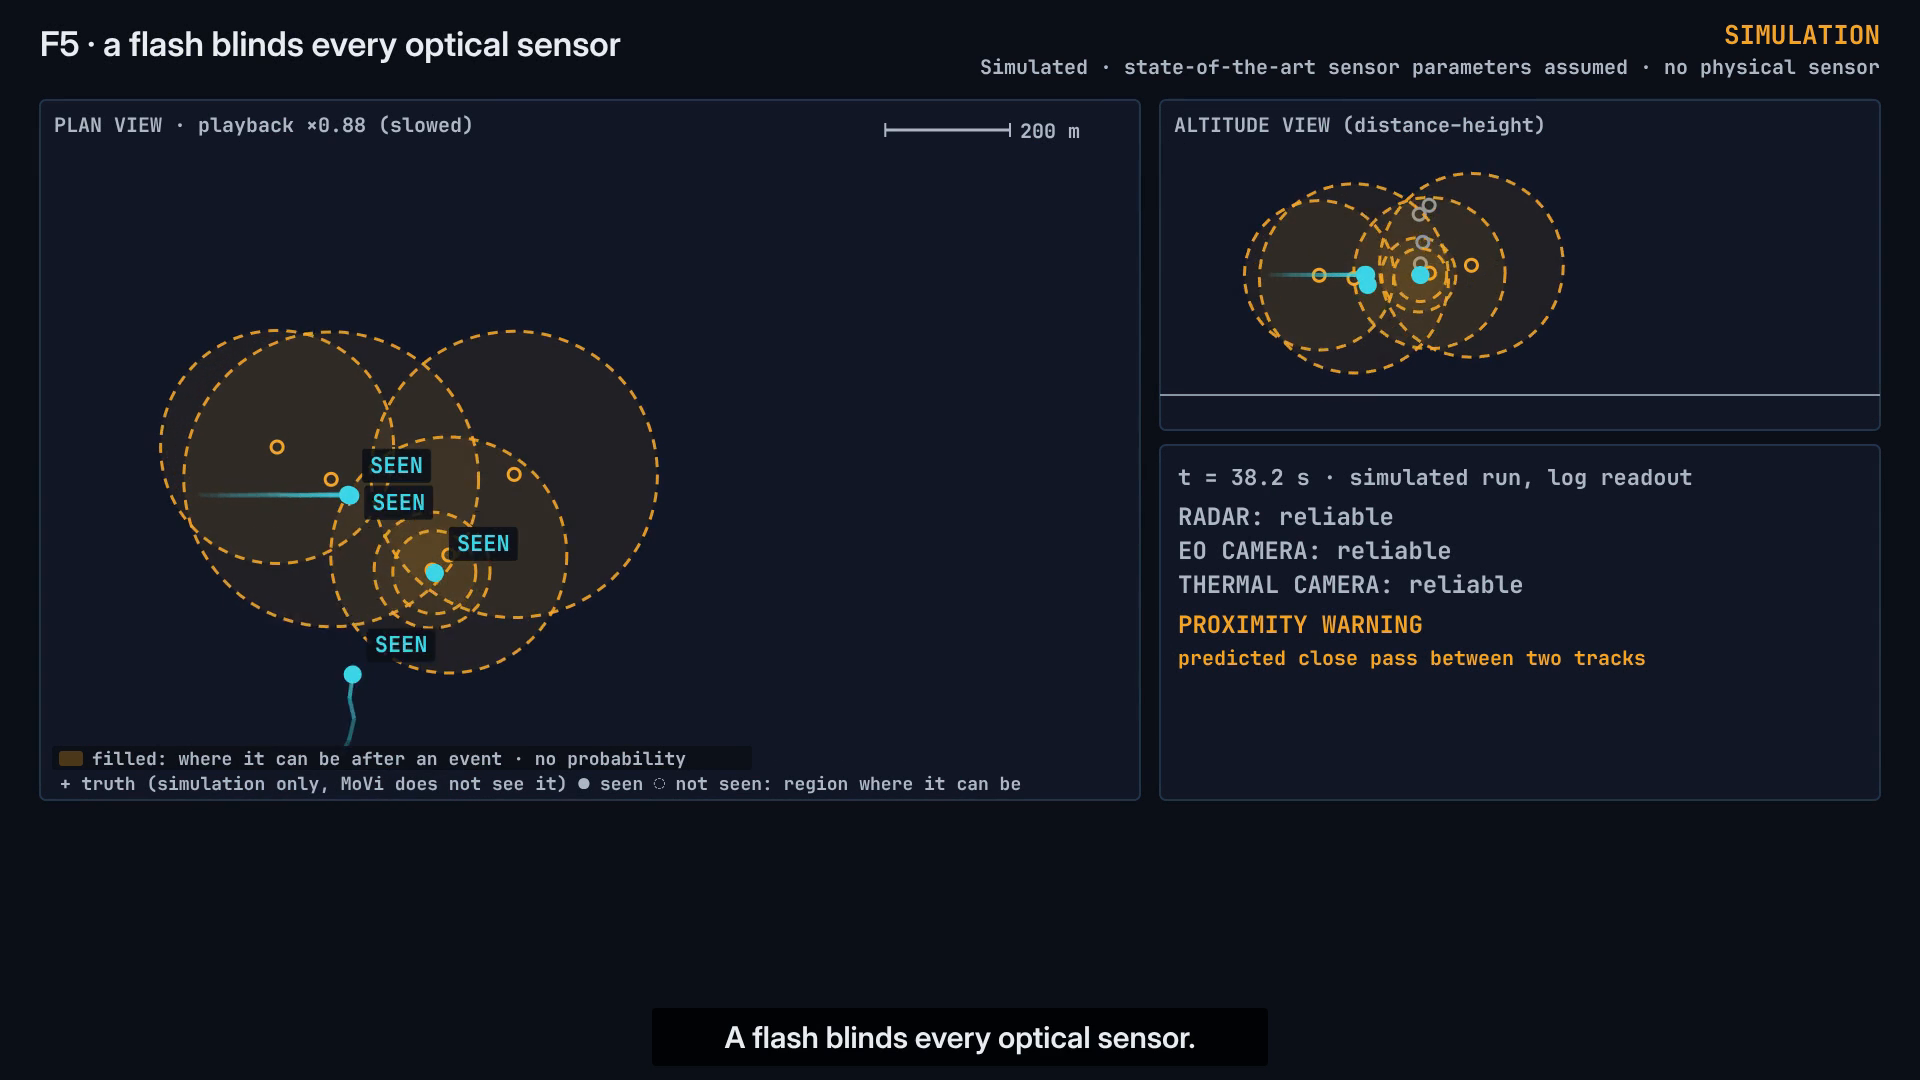 F5 · a flash blinds every optical sensor
SIMULATION
Simulated · state-of-the-art sensor parameters assumed · no physical sensor
PLAN VIEW · playback ×0.88 (slowed)
200 m
SEEN
SEEN
SEEN
SEEN
filled: where it can be after an event · no probability
+ truth (simulation only, MoVi does not see it) ● seen ◌ not seen: region where it can be
ALTITUDE VIEW (distance–height)
t = 38.2 s · simulated run, log readout
RADAR: reliable
EO CAMERA: reliable
THERMAL CAMERA: reliable
PROXIMITY WARNING
predicted close pass between two tracks
A flash blinds every optical sensor.